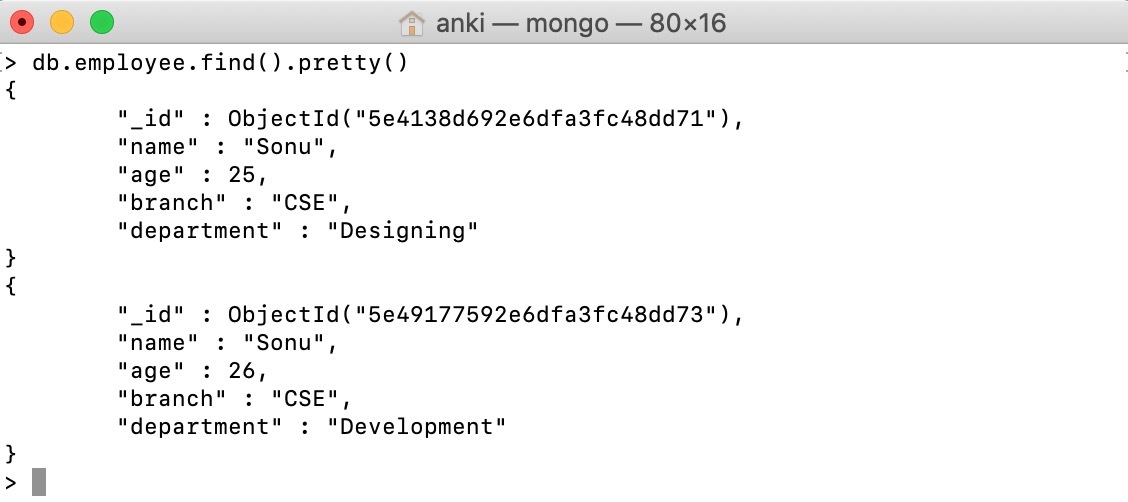 anki — mongo — 80×16
> db.employee.find().pretty()
{
        "_id" : ObjectId("5e4138d692e6dfa3fc48dd71"),
        "name" : "Sonu",
        "age" : 25,
        "branch" : "CSE",
        "department" : "Designing"
}
{
        "_id" : ObjectId("5e49177592e6dfa3fc48dd73"),
        "name" : "Sonu",
        "age" : 26,
        "branch" : "CSE",
        "department" : "Development"
}
>